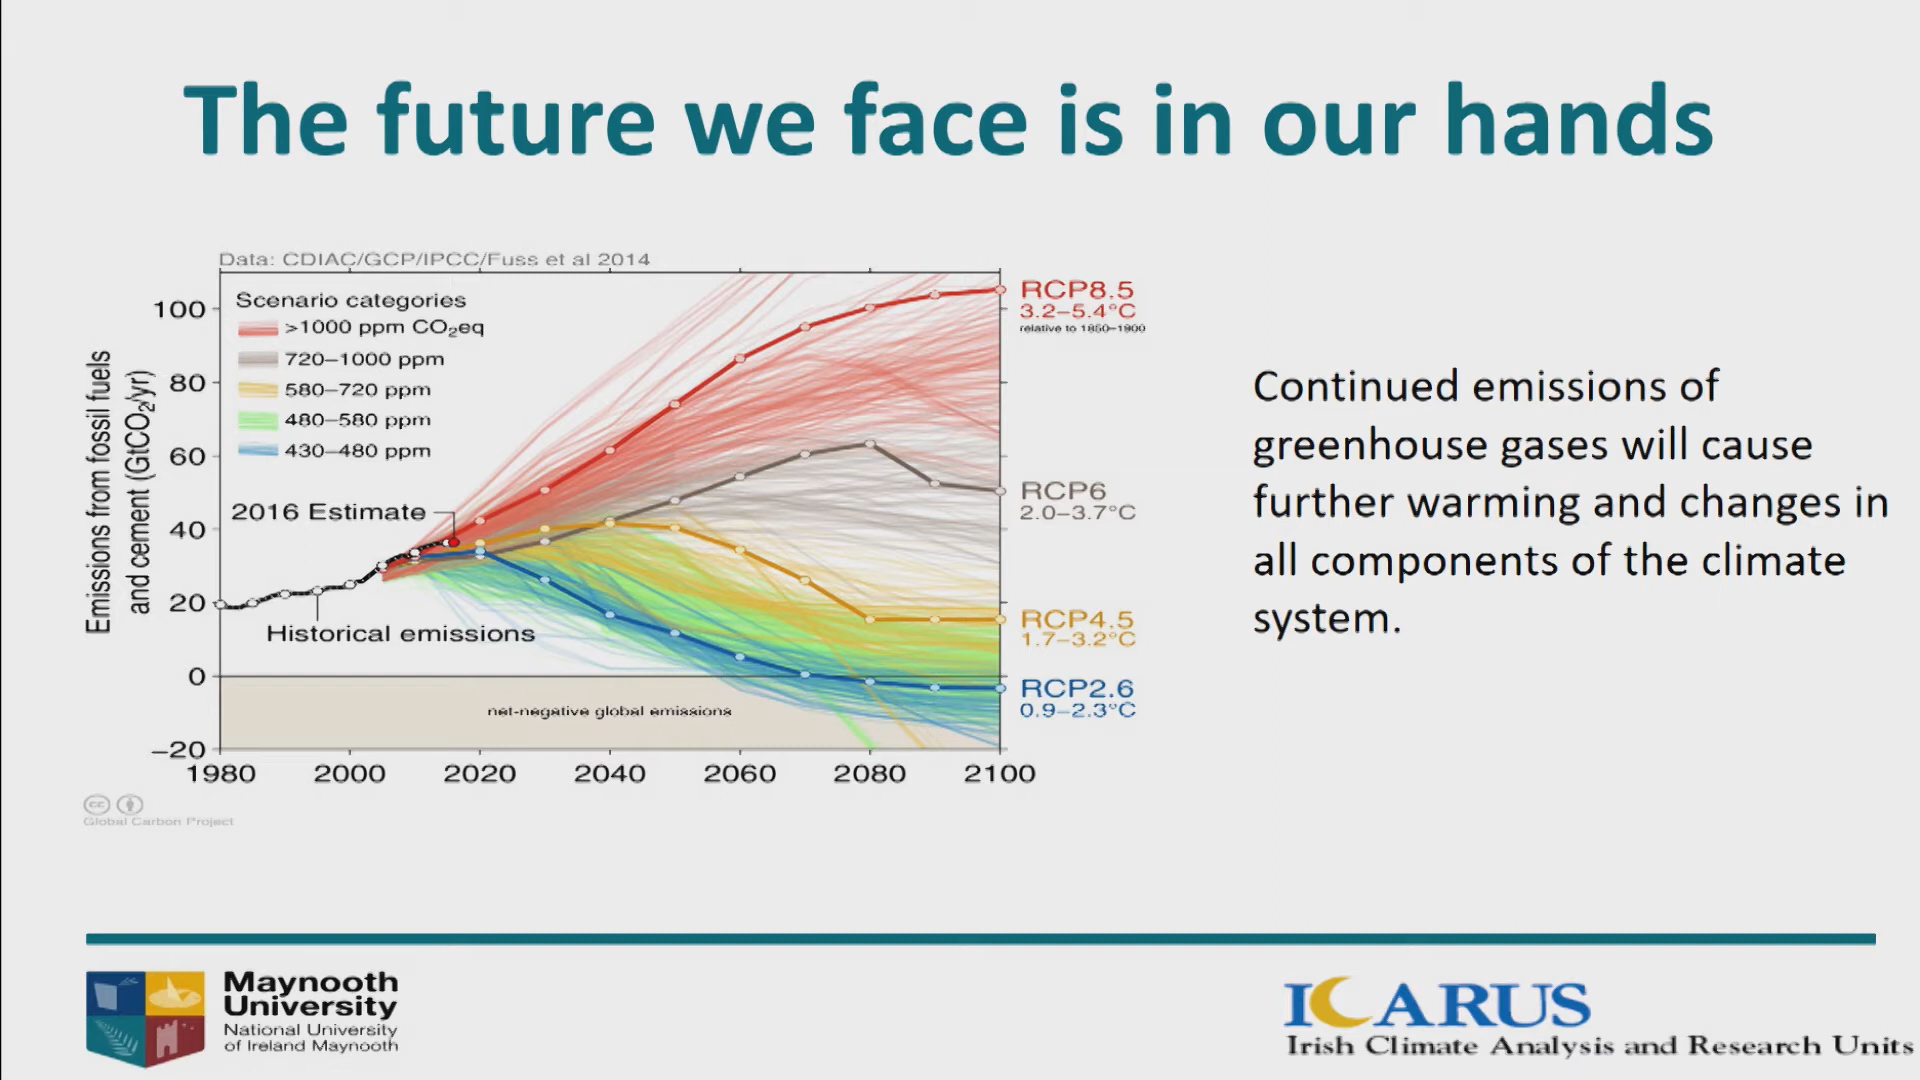 The future we face is in our hands
Data: CDIAC/GCP/IPCC/Fuss et al 2014
Scenario categories
>1000 ppm CO₂eq
720–1000 ppm
580–720 ppm
480–580 ppm
430–480 ppm
Emissions from fossil fuels
and cement (GtCO₂/yr)
100
80
60
40
20
0
−20
2016 Estimate
Historical emissions
net-negative global emissions
1980 2000 2020 2040 2060 2080 2100
RCP8.5
3.2–5.4°C
relative to 1850–1900
RCP6
2.0–3.7°C
RCP4.5
1.7–3.2°C
RCP2.6
0.9–2.3°C
cc
Global Carbon Project
Continued emissions of
greenhouse gases will cause
further warming and changes in
all components of the climate
system.
Maynooth
University
National University
of Ireland Maynooth
ICARUS
Irish Climate Analysis and Research Units